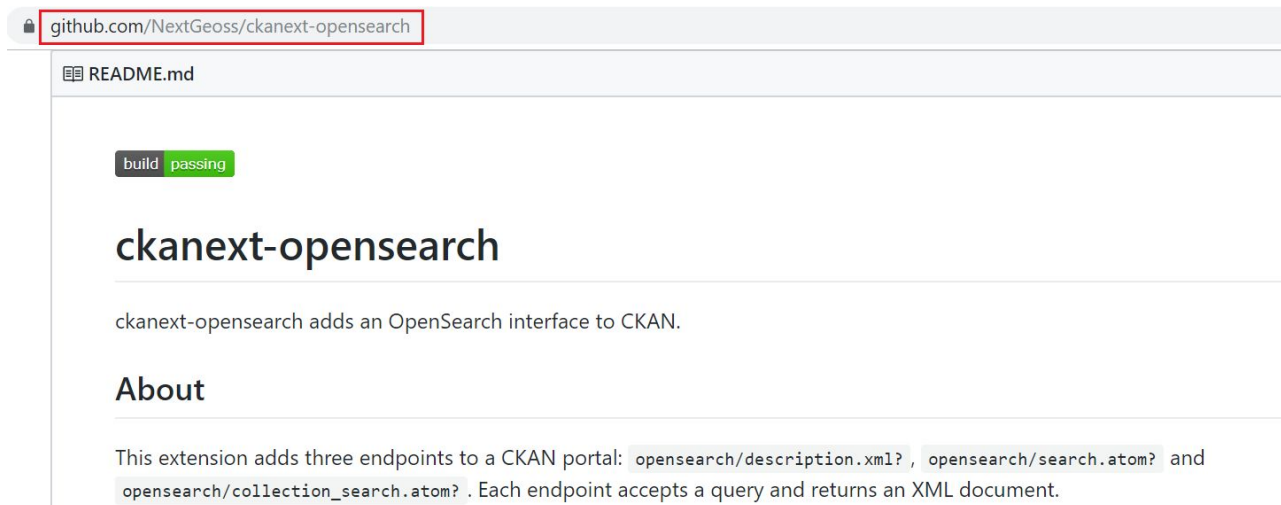 github.com/NextGeoss/ckanext-opensearch
README.md
build passing
ckanext-opensearch
ckanext-opensearch adds an OpenSearch interface to CKAN.
About
This extension adds three endpoints to a CKAN portal: opensearch/description.xml? , opensearch/search.atom? and
opensearch/collection_search.atom? . Each endpoint accepts a query and returns an XML document.